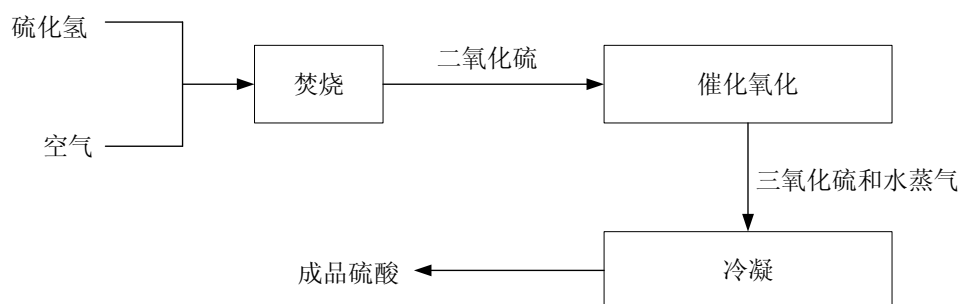 硫化氢
空气
焚烧
二氧化硫
催化氧化
三氧化硫和水蒸气
冷凝
成品硫酸